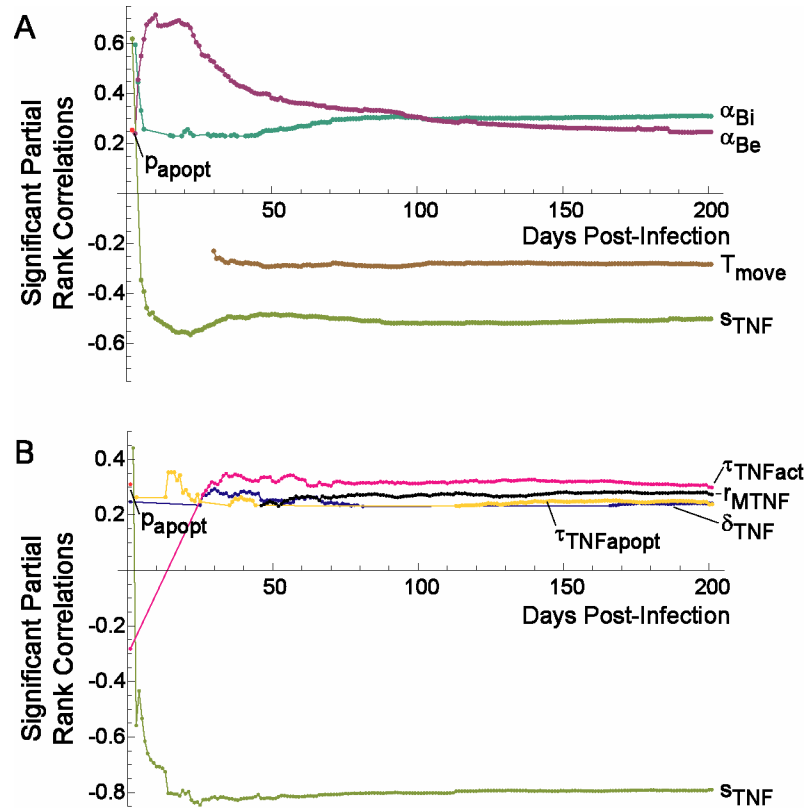 A
Significant Partial
Rank Correlations
0.6
0.4
0.2
-0.2
-0.4
-0.6
50
100
150
200
Days Post-Infection
p_apopt
α_Bi
α_Be
T_move
s_TNF
B
Significant Partial
Rank Correlations
0.4
0.2
-0.2
-0.4
-0.6
-0.8
50
100
150
200
Days Post-Infection
p_apopt
τ_TNFact
-r_MTNF
δ_TNF
τ_TNFapopt
s_TNF